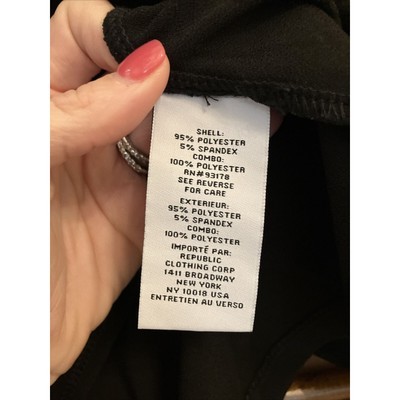 SHELL:
95% POLYESTER
5% SPANDEX
COMBO:
100% POLYESTER
RN#93178
SEE REVERSE
FOR CARE
EXTERIEUR:
95% POLYESTER
5% SPANDEX
COMBO:
100% POLYESTER
IMPORTÉ PAR:
REPUBLIC
CLOTHING CORP
1411 BROADWAY
NEW YORK
NY 10018 USA
ENTRETIEN AU VERSO